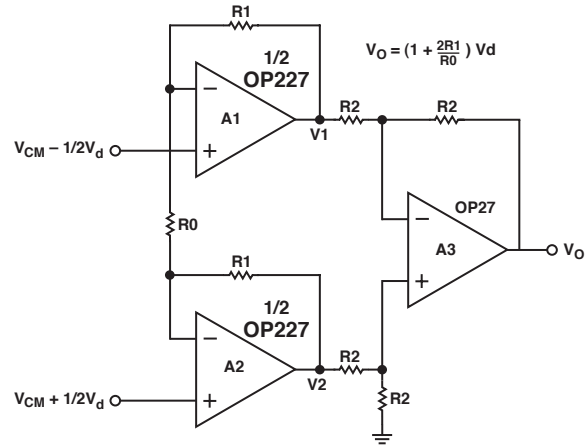 R1
V_O = (1 + 2R1/R0) Vd
1/2
OP227
−
A1
+
V1
R2
R2
V_CM − 1/2V_d
R0
OP27
−
A3
+
V_O
R1
1/2
OP227
−
A2
+
V2
R2
R2
V_CM + 1/2V_d